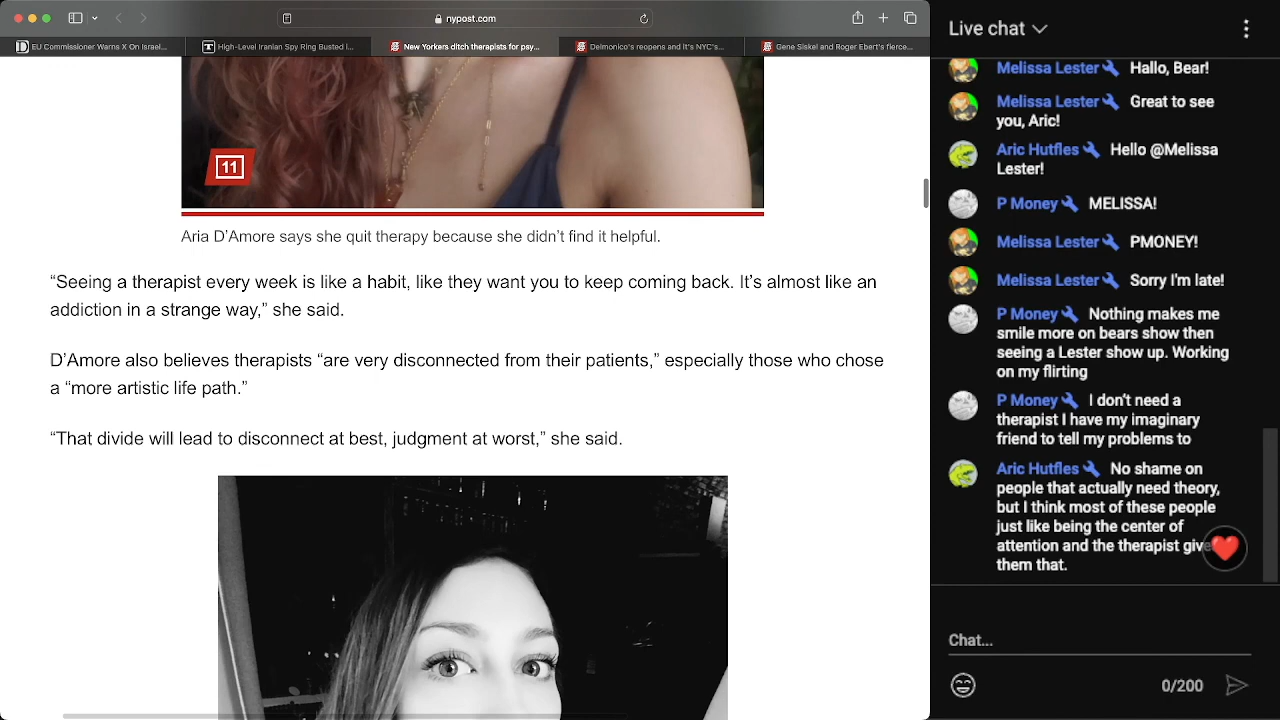 nypost.com
EU Commissioner Warns X On Israel...
High-Level Iranian Spy Ring Busted i...
New Yorkers ditch therapists for psy...
Delmonico's reopens and it's NYC's...
Gene Siskel and Roger Ebert's fierce...
11
Aria D'Amore says she quit therapy because she didn't find it helpful.
“Seeing a therapist every week is like a habit, like they want you to keep coming back. It's almost like an
addiction in a strange way,” she said.
D'Amore also believes therapists “are very disconnected from their patients,” especially those who chose
a “more artistic life path.”
“That divide will lead to disconnect at best, judgment at worst,” she said.
Live chat
Melissa Lester Hallo, Bear!
Melissa Lester Great to see
you, Aric!
Aric Hutfles Hello @Melissa
Lester!
P Money MELISSA!
Melissa Lester PMONEY!
Melissa Lester Sorry I'm late!
P Money Nothing makes me
smile more on bears show then
seeing a Lester show up. Working
on my flirting
P Money I don't need a
therapist I have my imaginary
friend to tell my problems to
Aric Hutfles No shame on
people that actually need theory,
but I think most of these people
just like being the center of
attention and the therapist give
them that.
Chat...
0/200